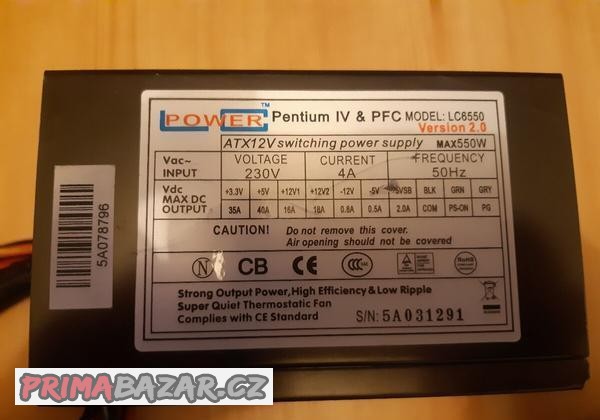 LC POWER™ Pentium IV & PFC MODEL: LC6550
Version 2.0
ATX12V switching power supply MAX550W
Vac~ INPUT VOLTAGE 230V CURRENT 4A FREQUENCY 50Hz
Vdc MAX DC OUTPUT
+3.3V +5V +12V1 +12V2 -12V -5V +5VSB BLK GRN GRY
35A 40A 16A 18A 0.8A 0.5A 2.0A COM PS-ON PG
CAUTION! Do not remove this cover.
Air opening should not be covered
N CB CE CCC RoHS
Strong Output Power,High Efficiency & Low Ripple
Super Quiet Thermostatic Fan
Complies with CE Standard
S/N: 5A031291
5A078796
PRIMABAZAR.CZ